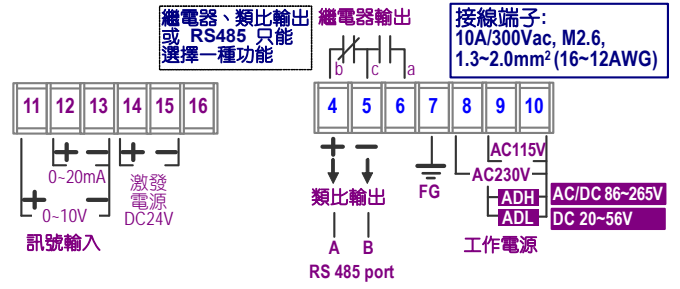 繼電器、類比輸出
或 RS485 只能
選擇一種功能
繼電器輸出
接線端子:
10A/300Vac, M2.6,
1.3~2.0mm² (16~12AWG)
b c a
11 12 13 14 15 16
4 5 6 7 8 9 10
+ −
0~20mA
+ −
激發
電源
DC24V
+ −
0~10V
訊號輸入
+ −
類比輸出
A B
RS 485 port
FG
AC115V
AC230V
ADH AC/DC 86~265V
ADL DC 20~56V
工作電源